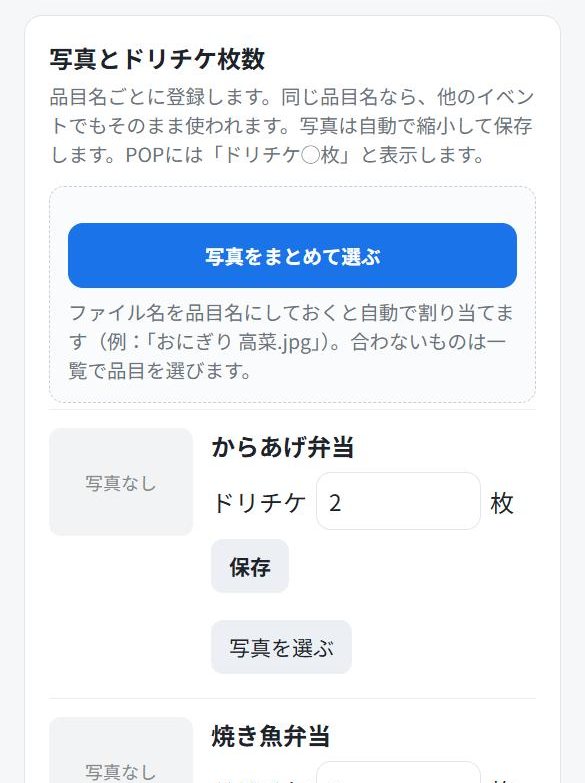 写真とドリチケ枚数
品目名ごとに登録します。同じ品目名なら、他のイベン
トでもそのまま使われます。写真は自動で縮小して保存
します。POPには「ドリチケ◯枚」と表示します。
写真をまとめて選ぶ
ファイル名を品目名にしておくと自動で割り当てま
す（例：「おにぎり 高菜.jpg」）。合わないものは一
覧で品目を選びます。
写真なし
からあげ弁当
ドリチケ 2 枚
保存
写真を選ぶ
写真なし
焼き魚弁当